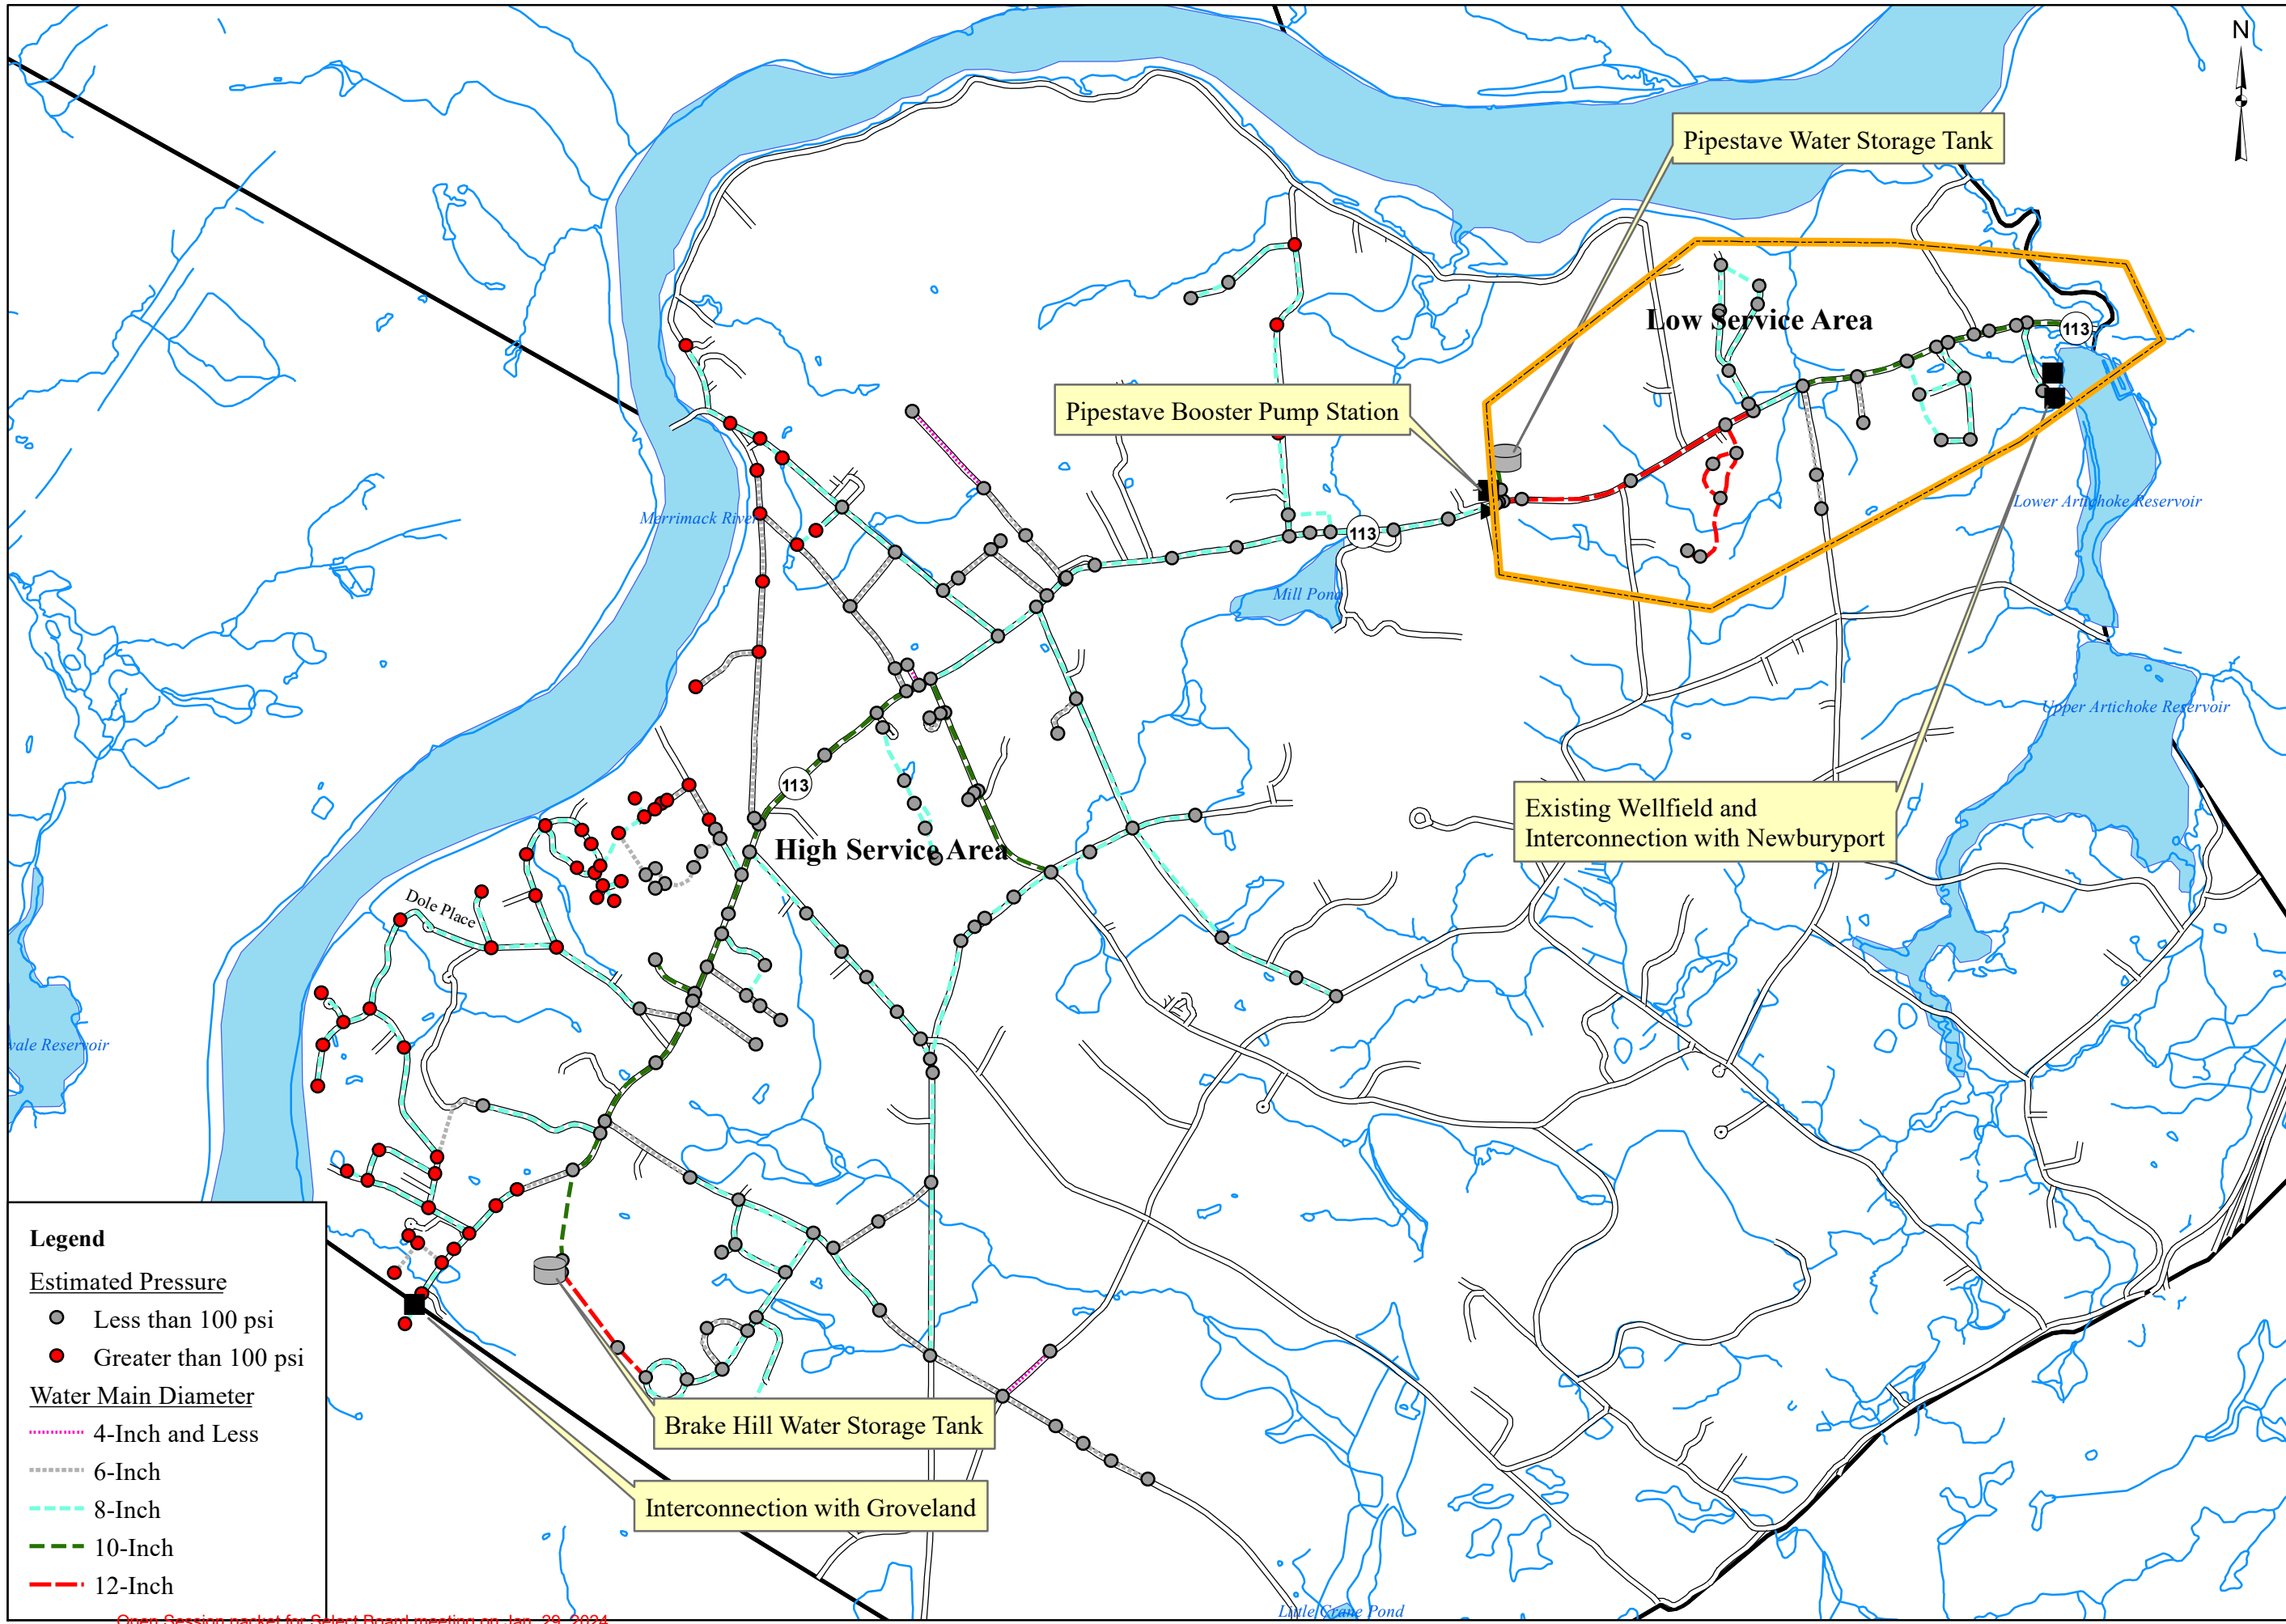 N
Pipestave Water Storage Tank
Low Service Area
113
Pipestave Booster Pump Station
Merrimack River
Lower Artichoke Reservoir
113
Mill Pond
Upper Artichoke Reservoir
113
Existing Wellfield and
Interconnection with Newburyport
High Service Area
Dole Place
vale Reservoir
Legend
Estimated Pressure
Less than 100 psi
Greater than 100 psi
Water Main Diameter
4-Inch and Less
6-Inch
8-Inch
10-Inch
12-Inch
Brake Hill Water Storage Tank
Interconnection with Groveland
Little Crane Pond
Open Session packet for Select Board meeting on Jan. 29, 2024